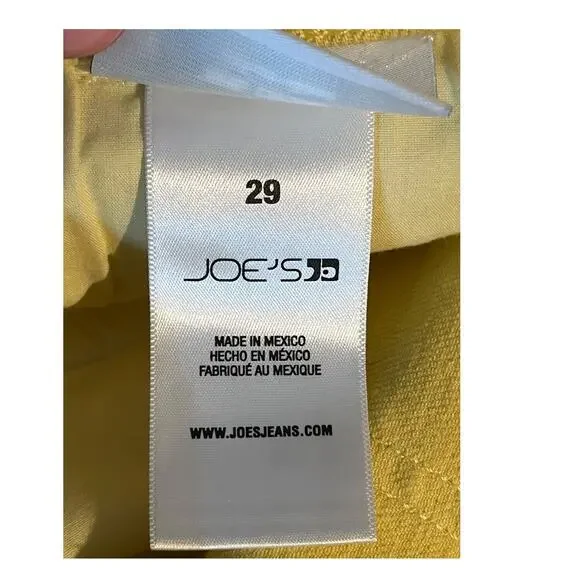 29
JOE'S
MADE IN MEXICO
HECHO EN MÉXICO
FABRIQUÉ AU MEXIQUE
WWW.JOESJEANS.COM